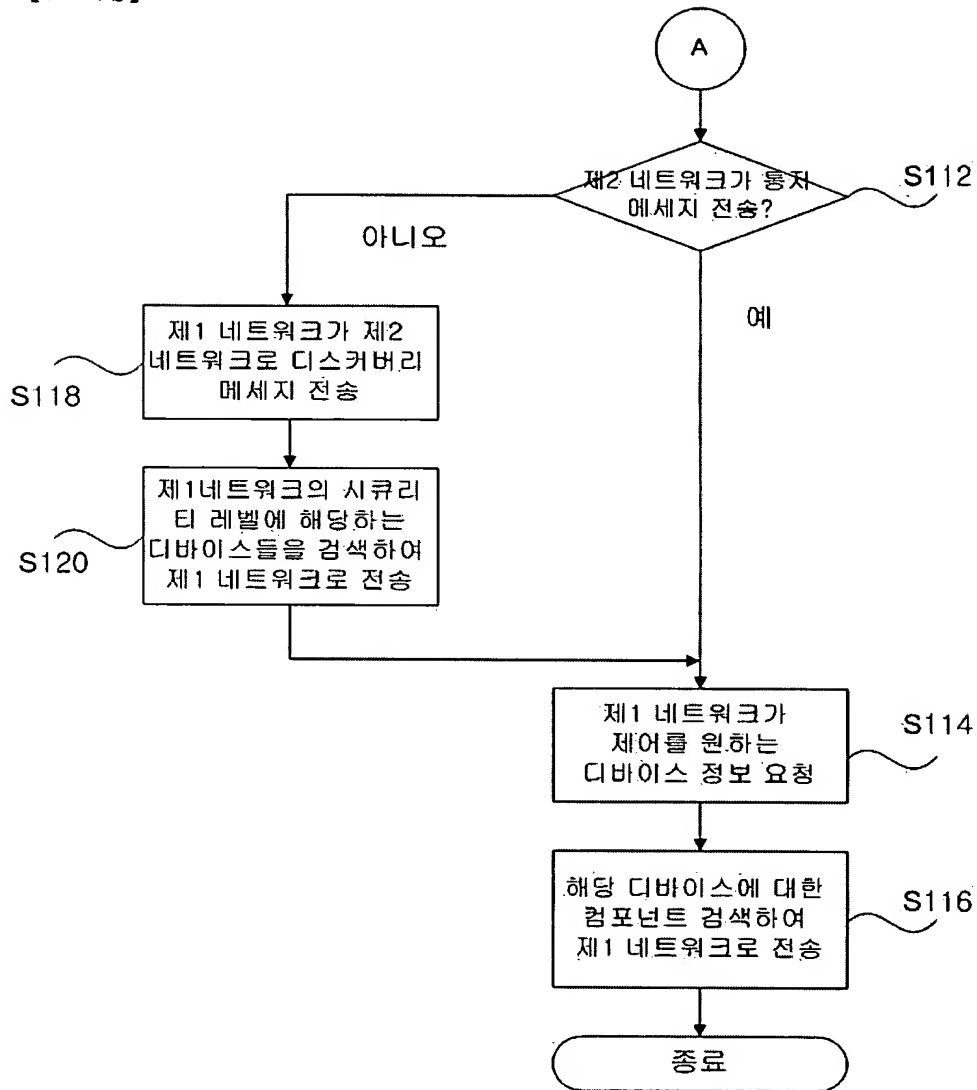 A
제2 네트워크가 통지
메세지 전송?
S112
아니오
예
제1 네트워크가 제2
네트워크로 디스커버리
메세지 전송
S118
제1네트워크의 시큐리
티 레벨에 해당하는
디바이스들을 검색하여
제1 네트워크로 전송
S120
제1 네트워크가
제어를 원하는
디바이스 정보 요청
S114
해당 디바이스에 대한
컴포넌트 검색하여
제1 네트워크로 전송
S116
종료